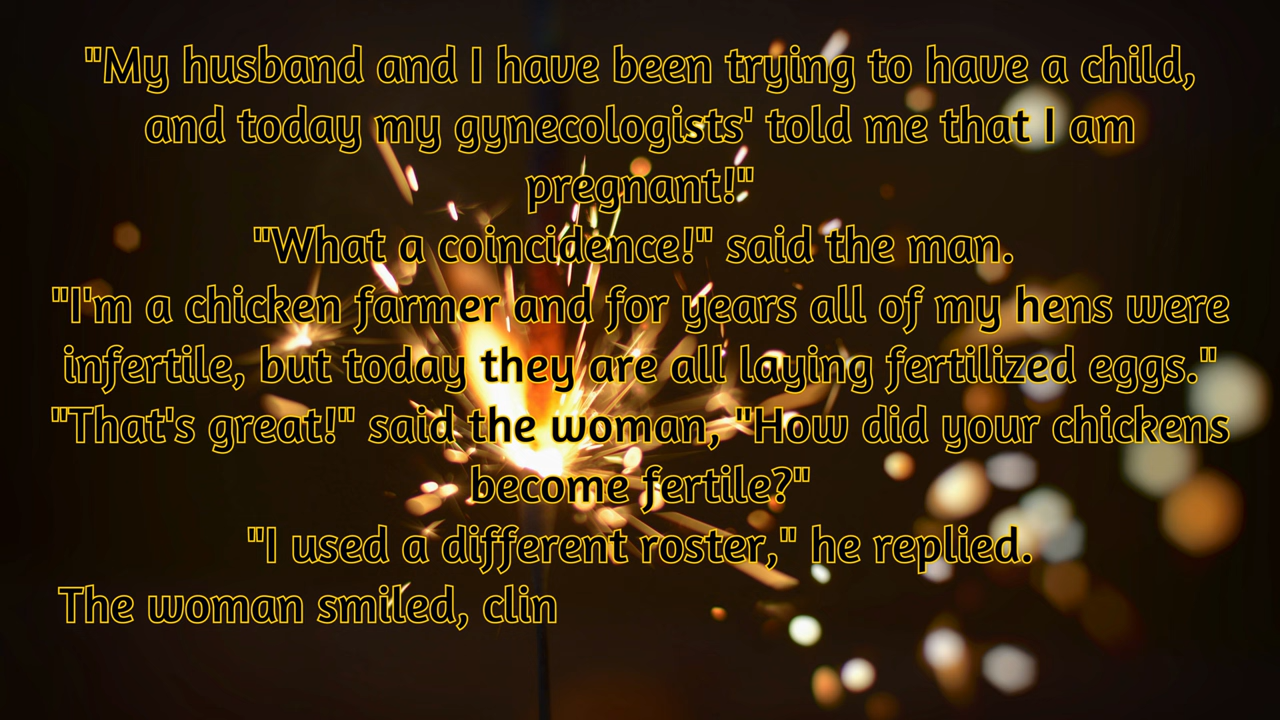 "My husband and I have been trying to have a child,
and today my gynecologists' told me that I am
pregnant!"
"What a coincidence!" said the man.
"I'm a chicken farmer and for years all of my hens were
infertile, but today they are all laying fertilized eggs."
"That's great!" said the woman, "How did your chickens
become fertile?"
"I used a different roster," he replied.
The woman smiled, clin